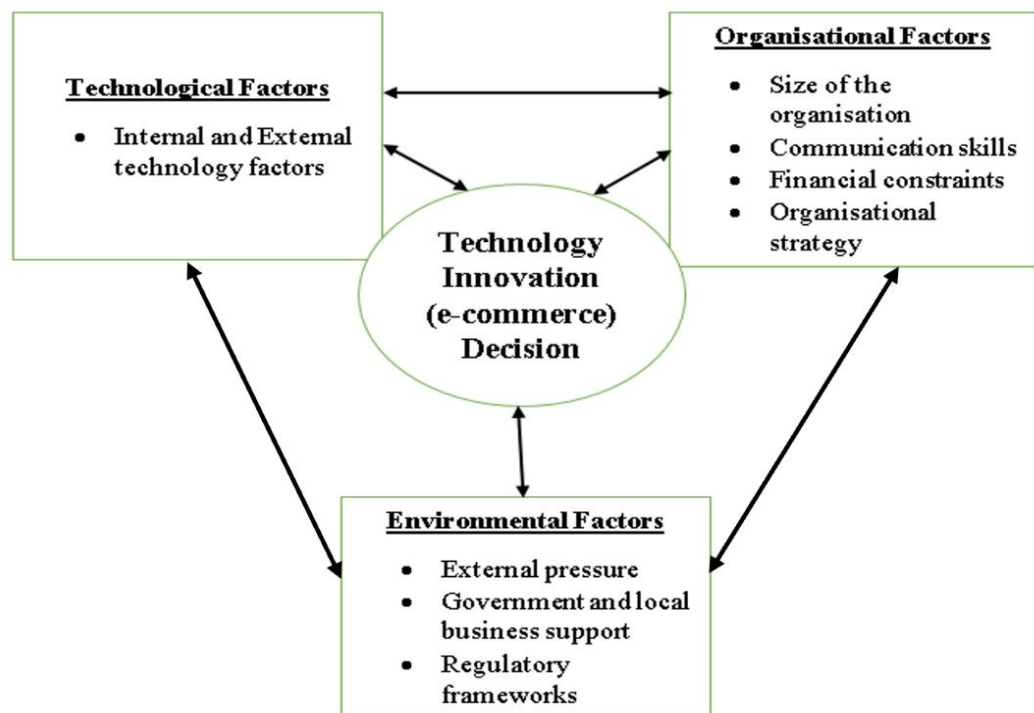 Technological Factors
• Internal and External
technology factors
Organisational Factors
• Size of the
organisation
• Communication skills
• Financial constraints
• Organisational
strategy
Technology
Innovation
(e-commerce)
Decision
Environmental Factors
• External pressure
• Government and local
business support
• Regulatory
frameworks